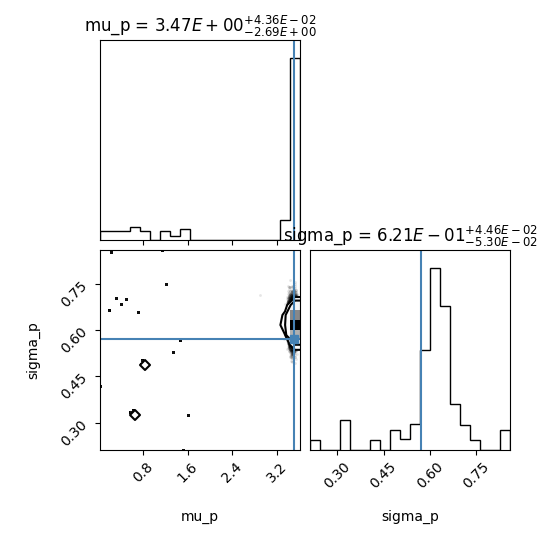 mu_p = 3.47E + 00+4.36E − 02 −2.69E + 00
sigma_p = 6.21E − 01+4.46E − 02 −5.30E − 02
0.75
0.60
0.45
0.30
sigma_p
0.8 1.6 2.4 3.2
0.30 0.45 0.60 0.75
mu_p
sigma_p